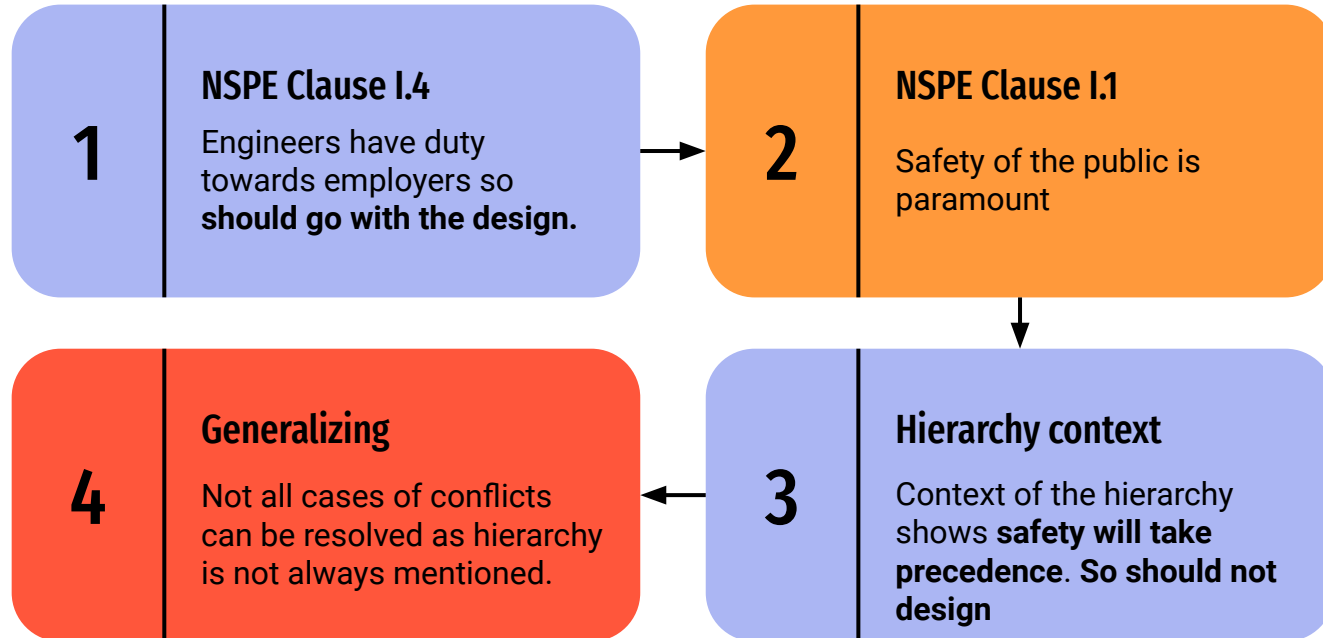 1
NSPE Clause I.4
Engineers have duty
towards employers so
should go with the design.
2
NSPE Clause I.1
Safety of the public is
paramount
3
Hierarchy context
Context of the hierarchy
shows safety will take
precedence. So should not
design
4
Generalizing
Not all cases of conflicts
can be resolved as hierarchy
is not always mentioned.